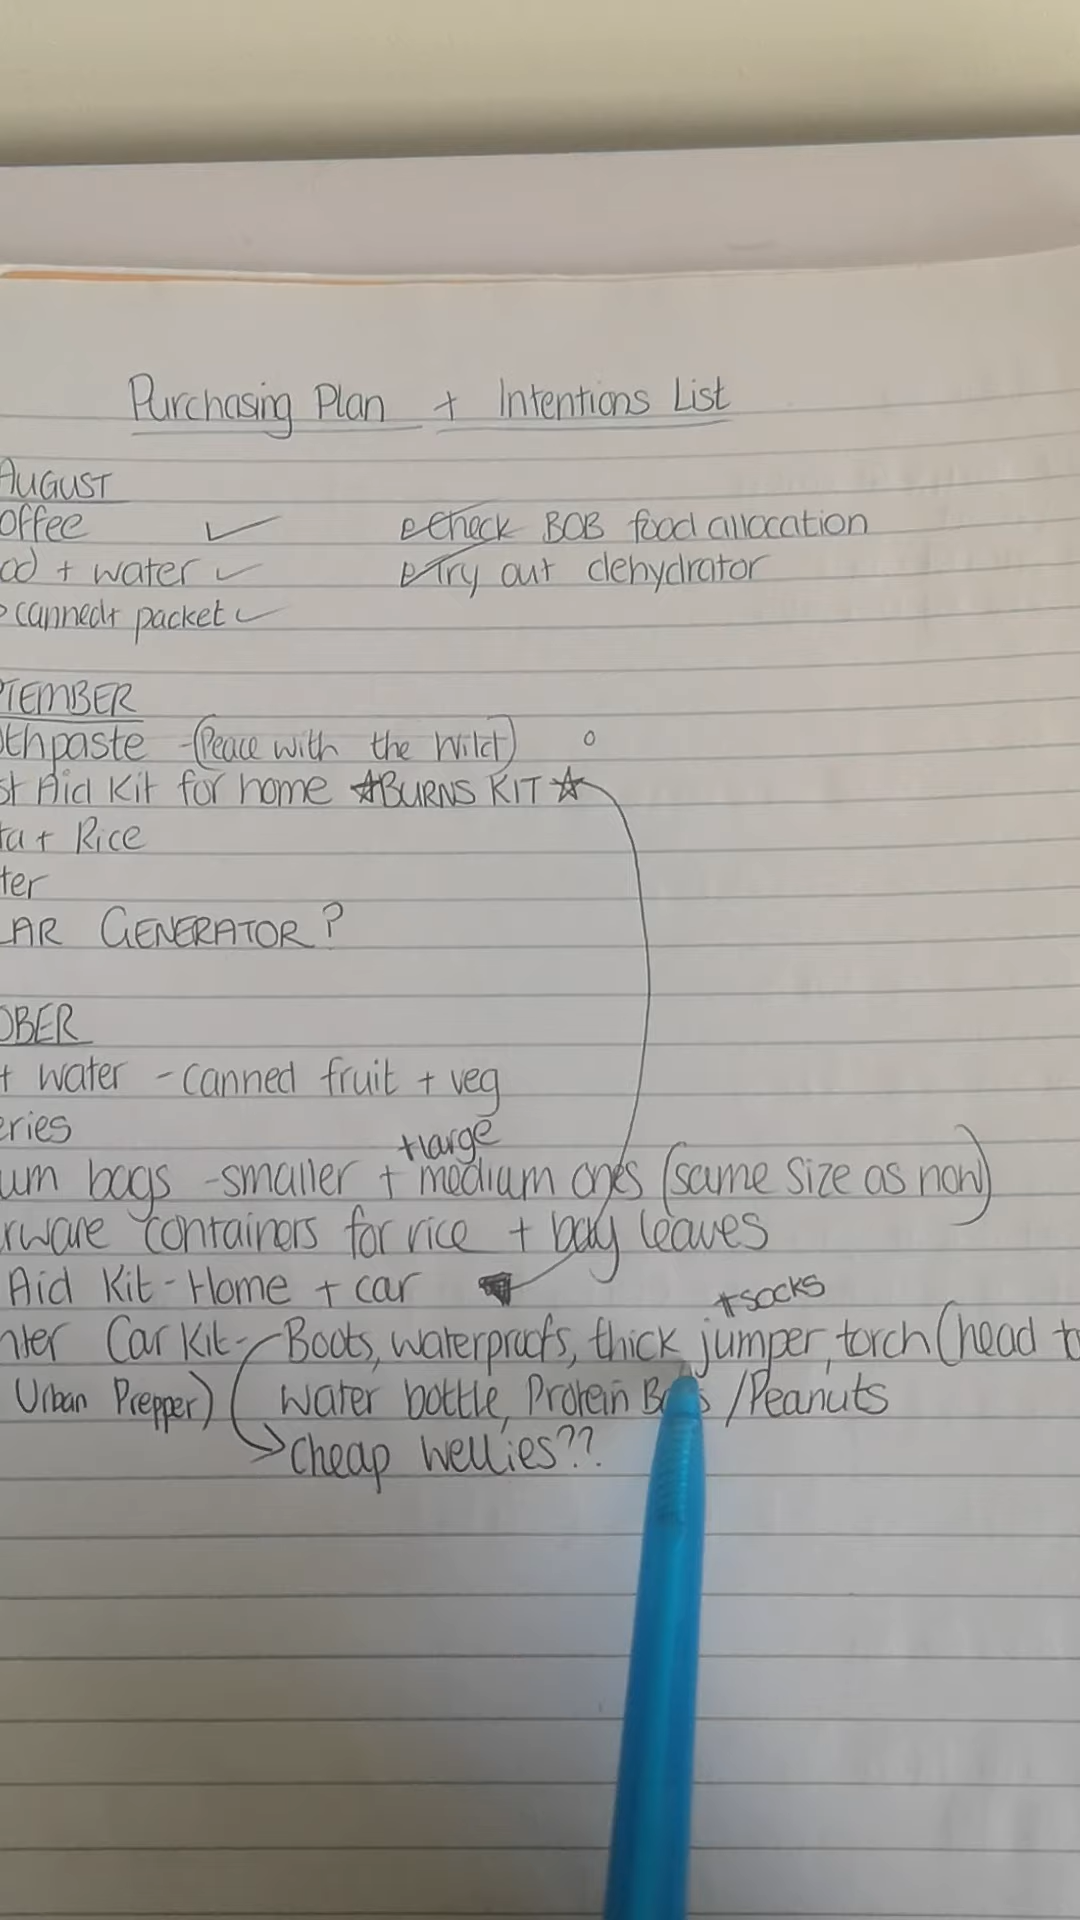 Purchasing Plan + Intentions List
AUGUST
offee ✓ Check BOB food allocation
od + water ✓ Try out dehydrator
canned+ packet ✓
TEMBER
thpaste - (Peace with the Wild)
st Aid Kit for home ☆BURNS KIT☆
ta + Rice
ter
LAR GENERATOR?
OBER
+ water - canned fruit + veg
eries
+large
um bags - smaller + medium ones (same size as now)
rware containers for rice + bay leaves
Aid Kit - Home + car
+socks
nter Car Kit - Boots, waterproofs, thick jumper, torch (head to
Urban Prepper) water bottle, Protein B s /Peanuts
cheap wellies??